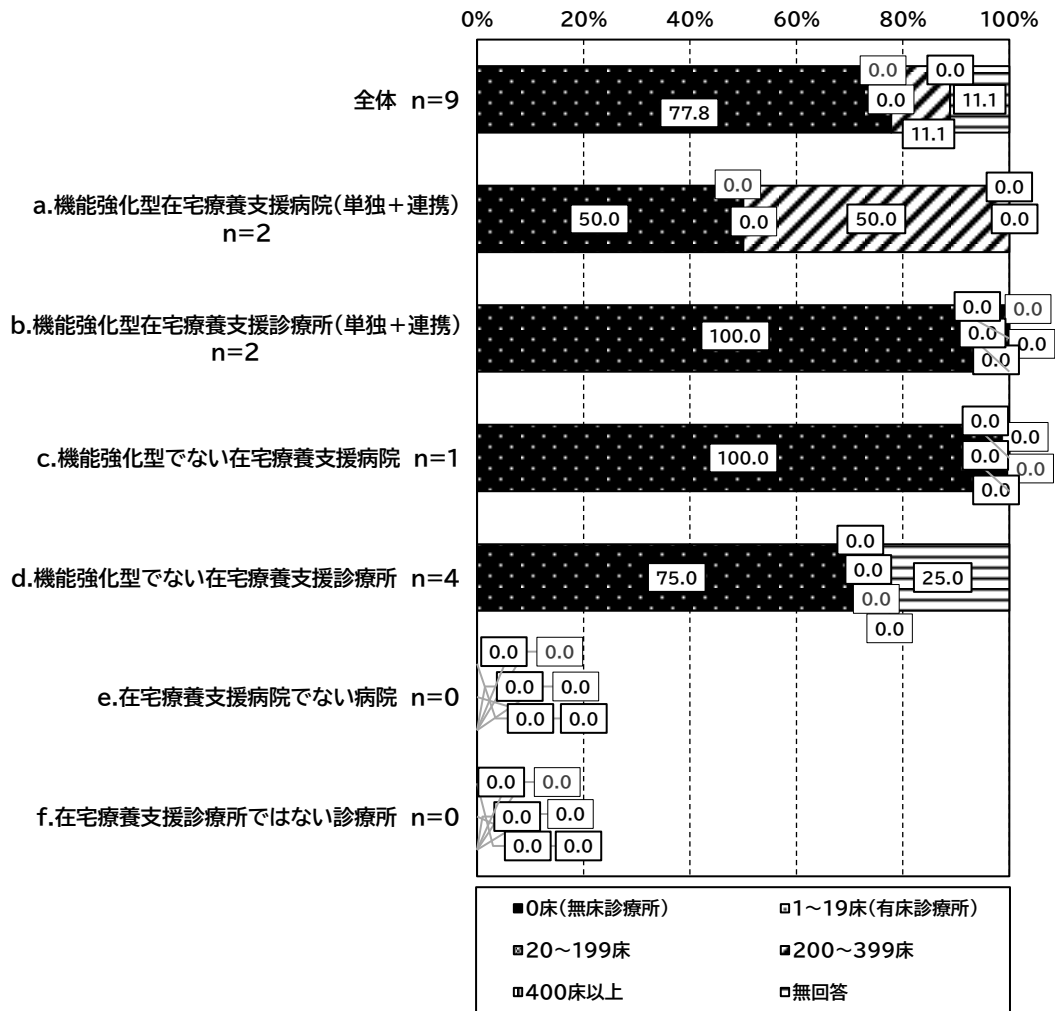 0% 20% 40% 60% 80% 100%
全体 n=9
77.8 0.0 0.0 11.1 0.0 11.1
a.機能強化型在宅療養支援病院(単独＋連携)
n=2
50.0 0.0 0.0 50.0 0.0 0.0
b.機能強化型在宅療養支援診療所(単独＋連携)
n=2
100.0 0.0 0.0 0.0 0.0 0.0
c.機能強化型でない在宅療養支援病院 n=1
100.0 0.0 0.0 0.0 0.0 0.0
d.機能強化型でない在宅療養支援診療所 n=4
75.0 0.0 0.0 0.0 0.0 25.0
e.在宅療養支援病院でない病院 n=0
0.0 0.0 0.0 0.0 0.0 0.0
f.在宅療養支援診療所ではない診療所 n=0
0.0 0.0 0.0 0.0 0.0 0.0
0床(無床診療所) 1～19床(有床診療所)
20～199床 200～399床
400床以上 無回答